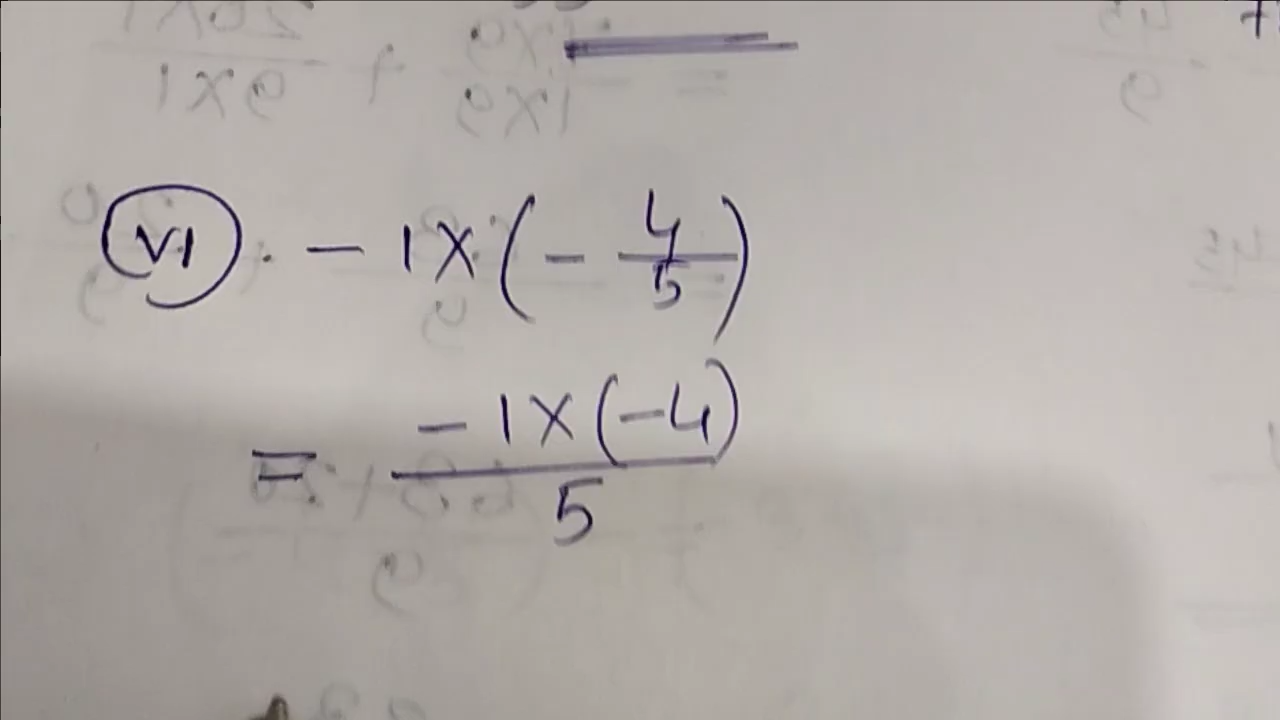 (VI). - 1 X (- 4/5)
= - 1 X (-4) / 5